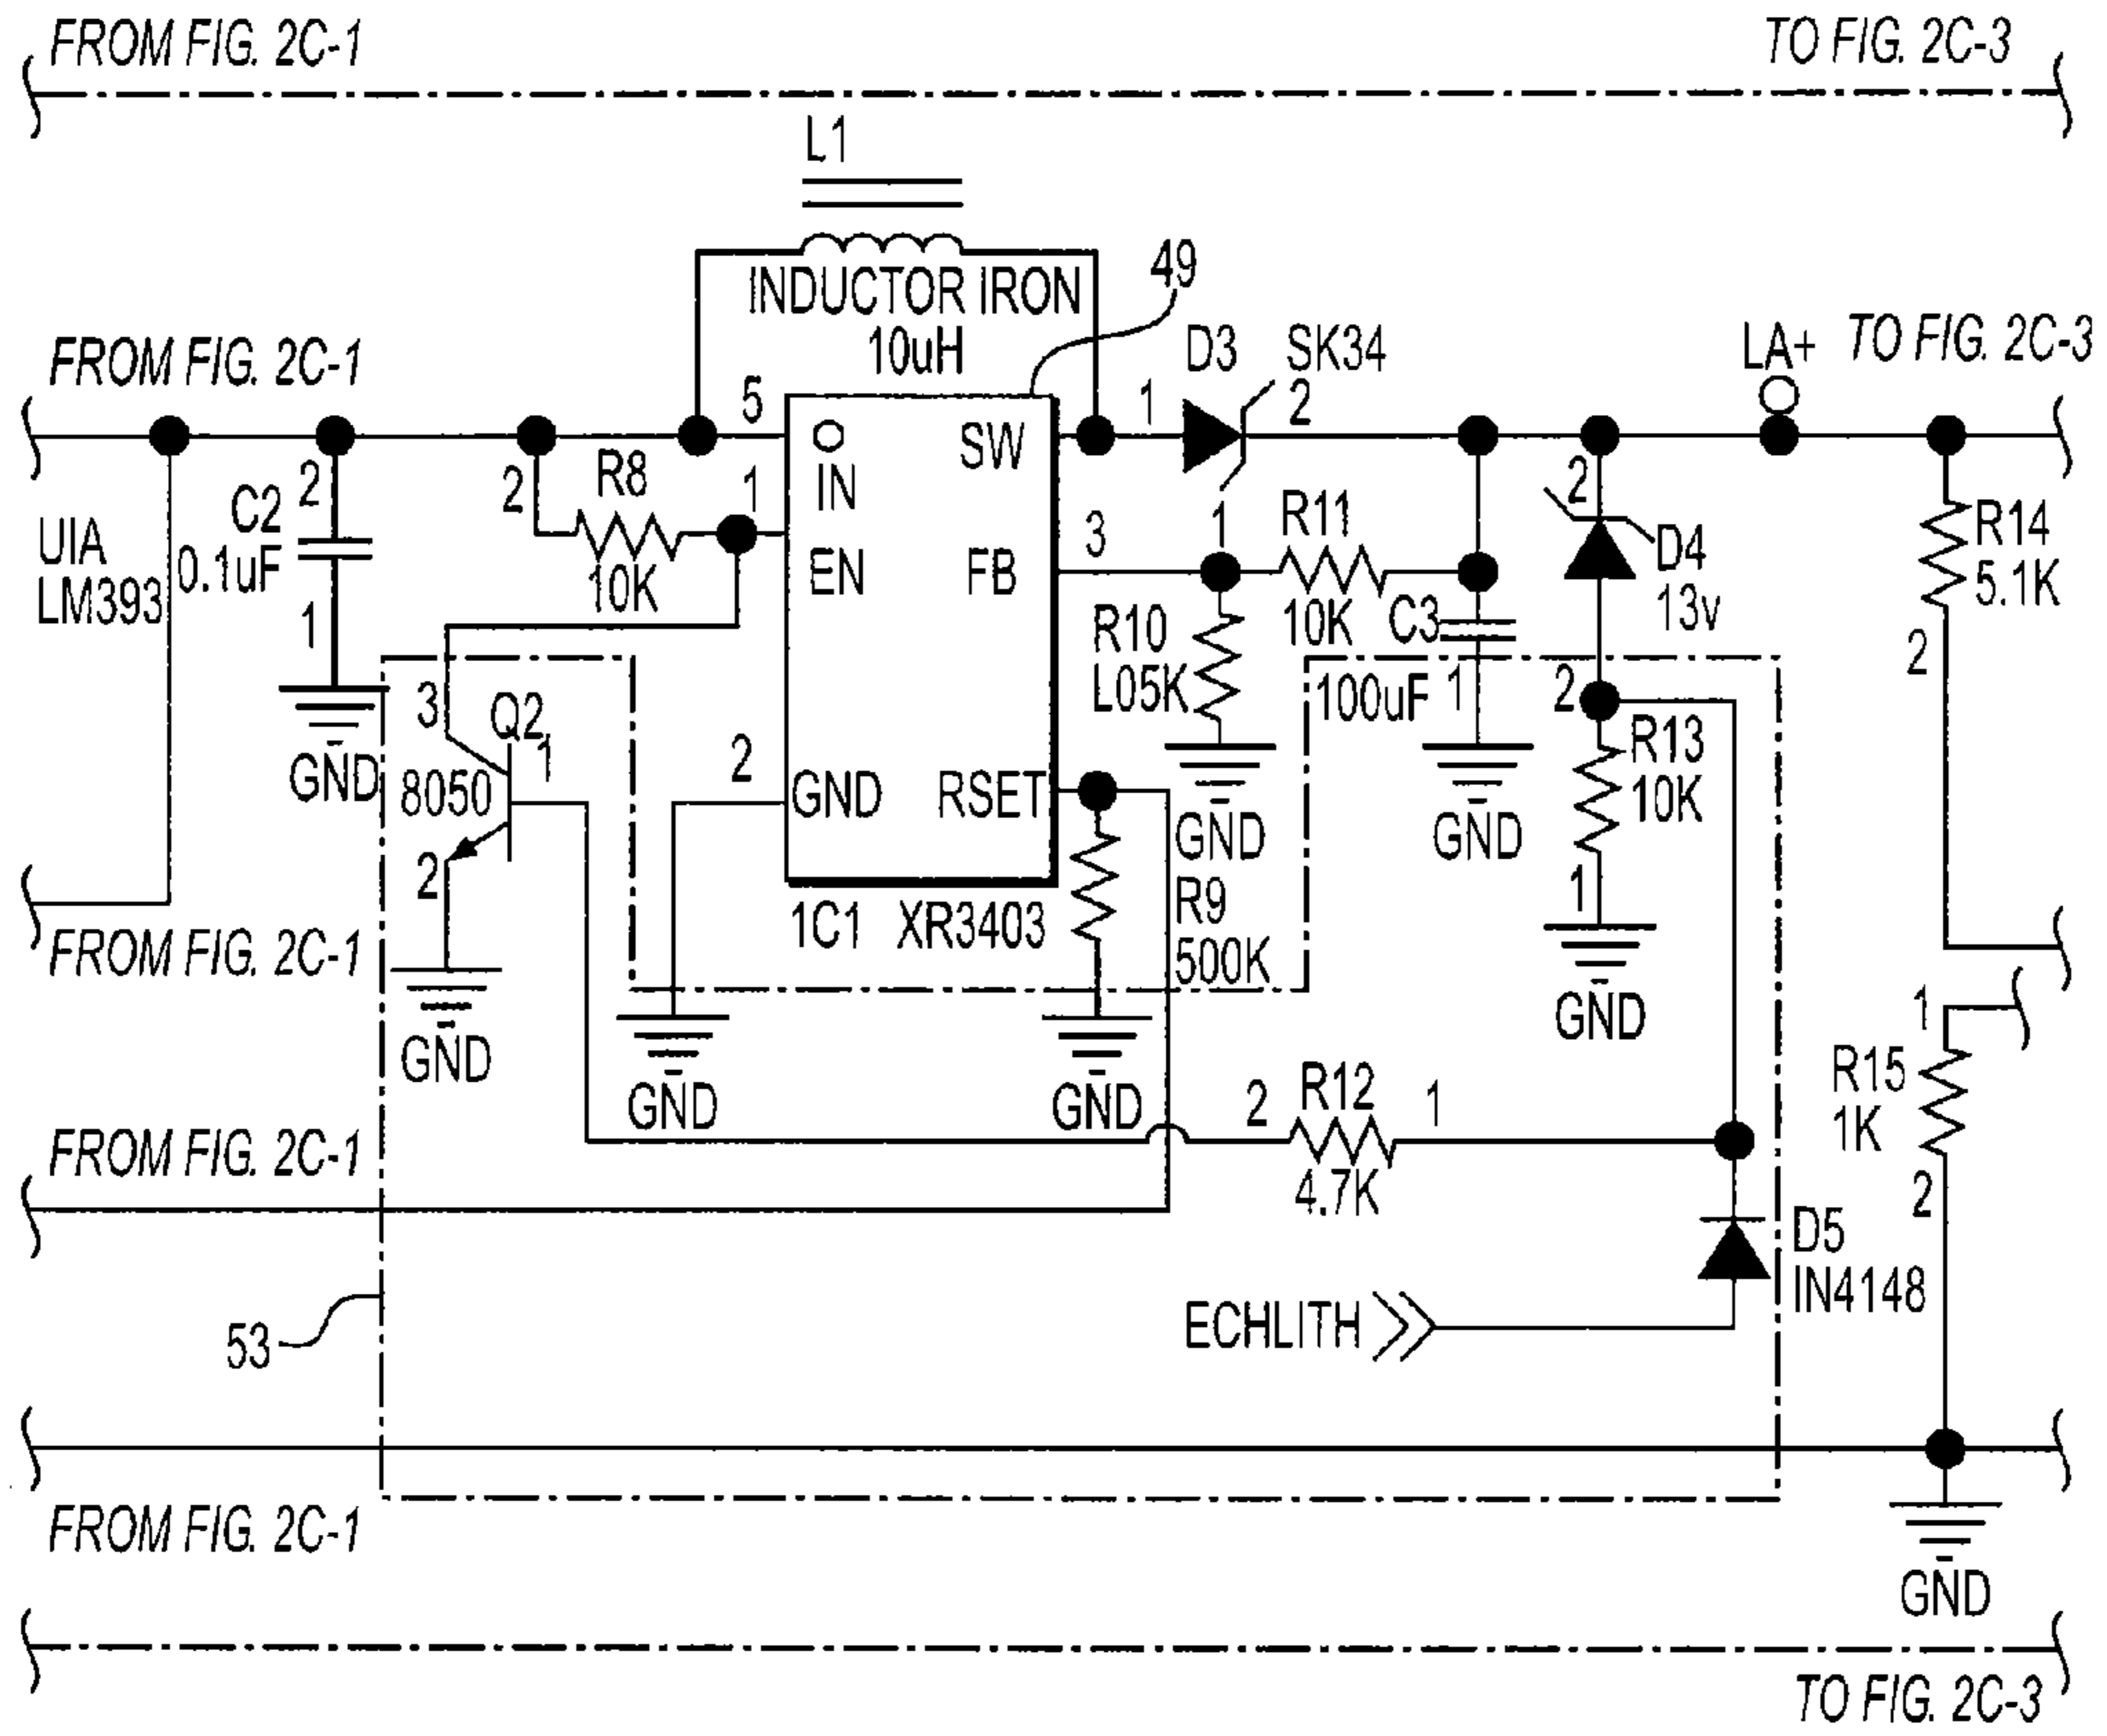 FROM FIG. 2C-1
TO FIG. 2C-3
L1
INDUCTOR IRON
10uH
49
FROM FIG. 2C-1
D3
SK34
LA+
TO FIG. 2C-3
5
1
2
O
IN
SW
2
R8
1
10K
EN
FB
3
1
R11
10K
2
D4
13v
R14
5.1K
2
UIA
LM393
C2
0.1uF
2
1
GND
R10
L05K
GND
C3
100uF
1
GND
2
R13
10K
1
GND
3
Q2
1
8050
2
GND
2
GND
RSET
GND
1C1
XR3403
R9
500K
GND
FROM FIG. 2C-1
1
R15
1K
2
FROM FIG. 2C-1
2
R12
1
4.7K
D5
IN4148
ECHLITH
53
FROM FIG. 2C-1
GND
TO FIG. 2C-3